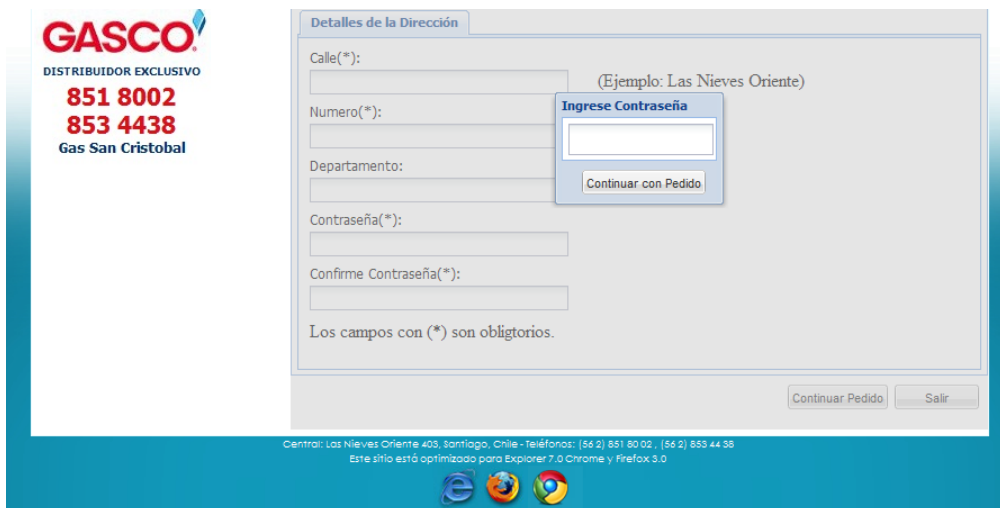 GASCO
DISTRIBUIDOR EXCLUSIVO
851 8002
853 4438
Gas San Cristobal
Detalles de la Dirección
Calle(*):
(Ejemplo: Las Nieves Oriente)
Numero(*):
Departamento:
Contraseña(*):
Confirme Contraseña(*):
Los campos con (*) son obligtorios.
Ingrese Contraseña
Continuar con Pedido
Continuar Pedido
Salir
Central: Las Nieves Oriente 403, Santiago, Chile - Teléfonos: (56 2) 851 80 02 , (56 2) 853 44 38
Este sitio está optimizado para Explorer 7.0 Chrome y Firefox 3.0